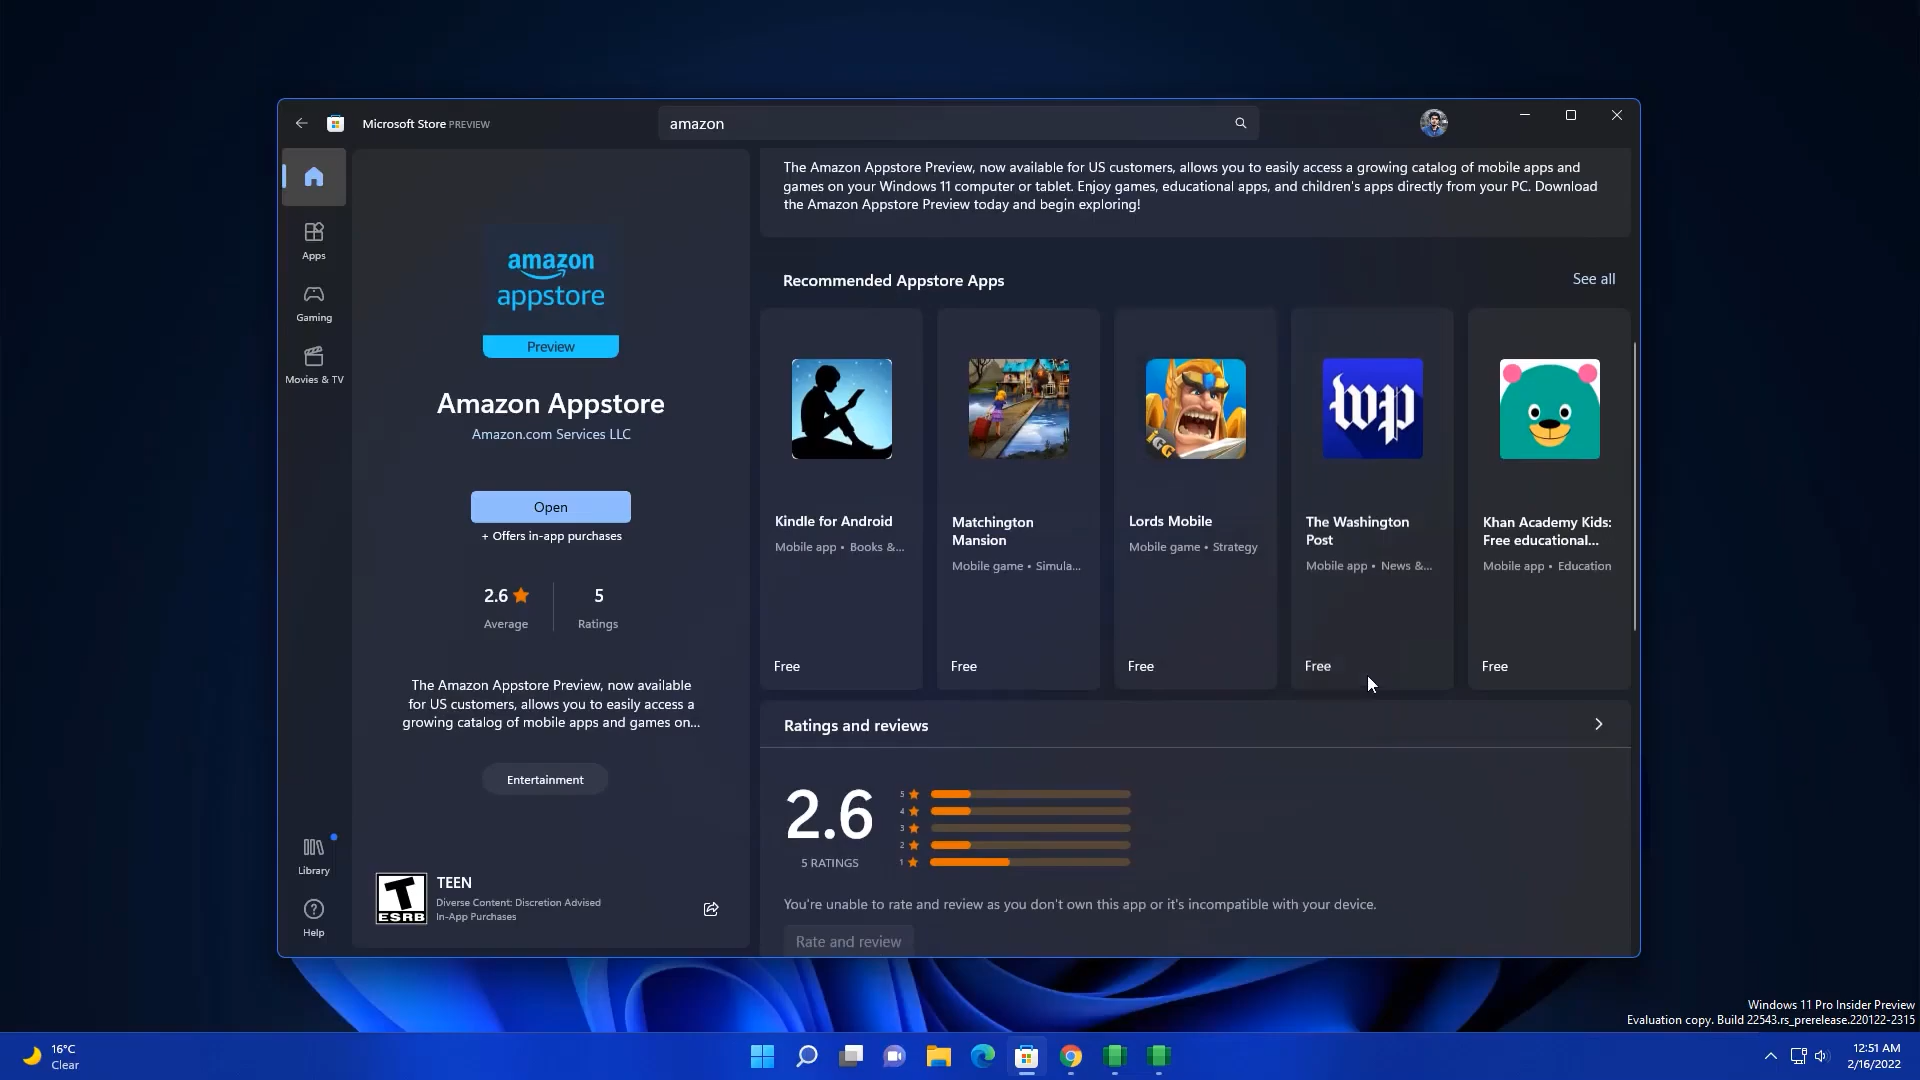 Microsoft Store PREVIEW
amazon
Apps
Gaming
Movies & TV
Library
Help
amazon
appstore
Preview
Amazon Appstore
Amazon.com Services LLC
Open
+ Offers in-app purchases
2.6
Average
5
Ratings
The Amazon Appstore Preview, now available
for US customers, allows you to easily access a
growing catalog of mobile apps and games on...
Entertainment
T
ESRB
TEEN
Diverse Content: Discretion Advised
In-App Purchases
The Amazon Appstore Preview, now available for US customers, allows you to easily access a growing catalog of mobile apps and
games on your Windows 11 computer or tablet. Enjoy games, educational apps, and children's apps directly from your PC. Download
the Amazon Appstore Preview today and begin exploring!
Recommended Appstore Apps
See all
Kindle for Android
Mobile app • Books &...
Free
Matchington
Mansion
Mobile game • Simula...
Free
IGG
Lords Mobile
Mobile game • Strategy
Free
wp
The Washington
Post
Mobile app • News &...
Free
Khan Academy Kids:
Free educational...
Mobile app • Education
Free
Ratings and reviews
2.6
5 RATINGS
5
4
3
2
1
You're unable to rate and review as you don't own this app or it's incompatible with your device.
Rate and review
Windows 11 Pro Insider Preview
Evaluation copy. Build 22543.rs_prerelease.220122-2315
16°C
Clear
12:51 AM
2/16/2022